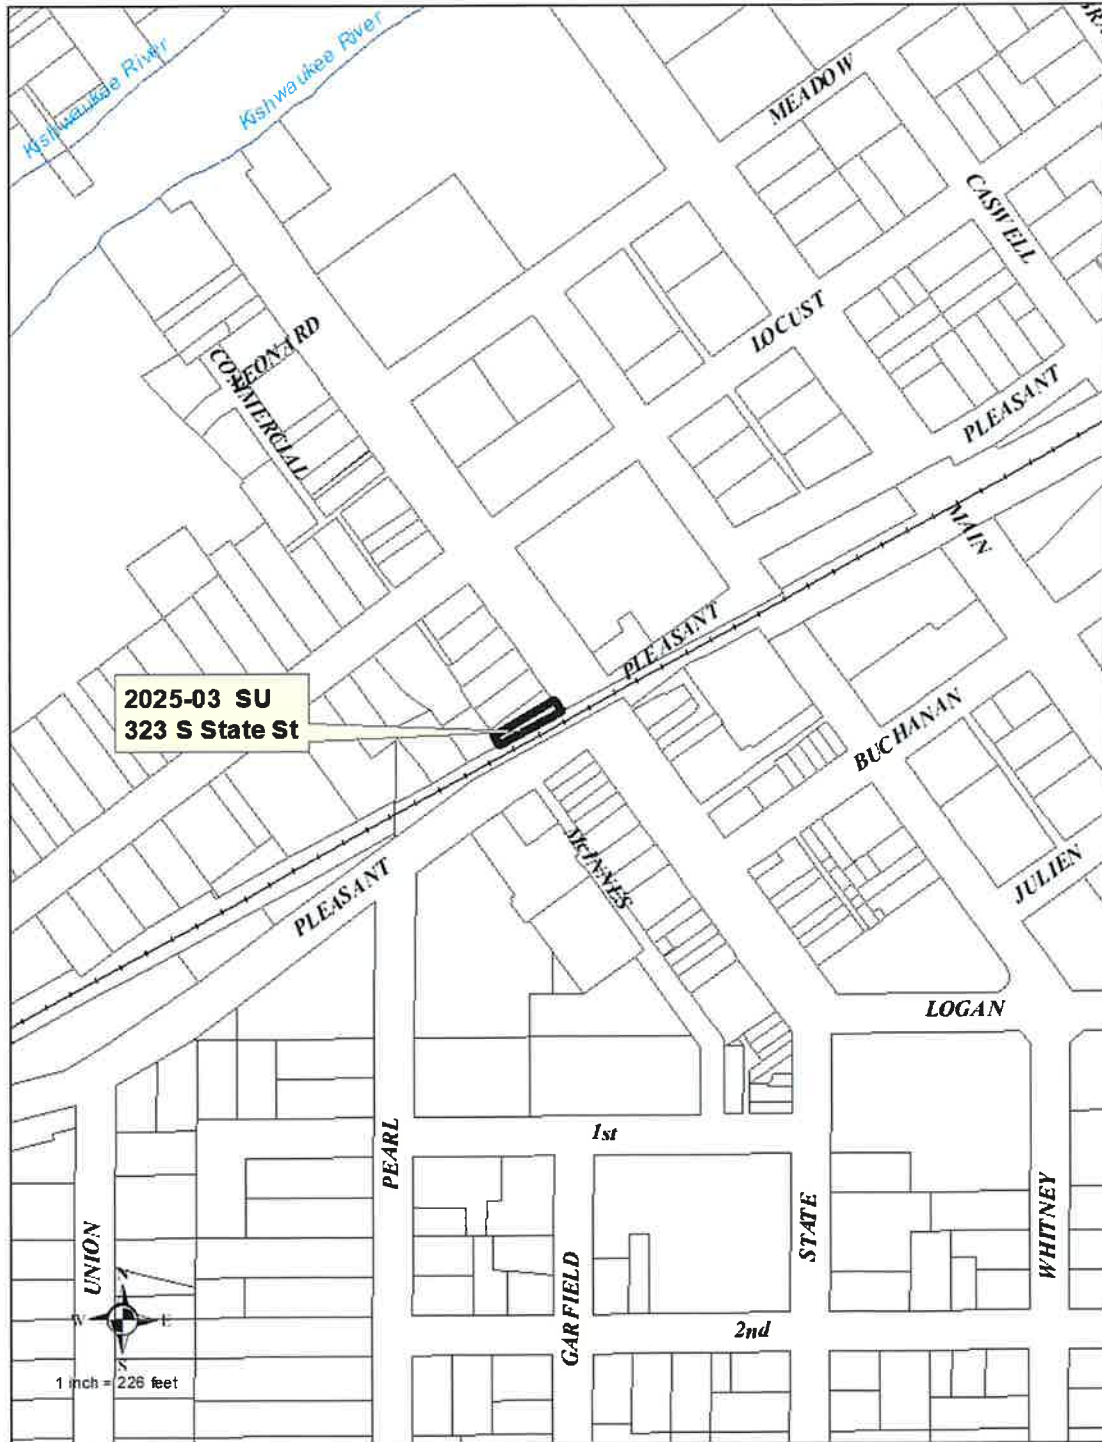 Kishwaukee River
Kishwaukee River
MEADOW
CASWELL
LOCUST
LEONARD
COMMERCIAL
PLEASANT
MAIN
PLEASANT
2025-03 SU
323 S State St
BUCHANAN
McINNES
JULIEN
PLEASANT
LOGAN
1st
PEARL
UNION
STATE
WHITNEY
GARFIELD
2nd
N
W
E
S
1 inch = 226 feet